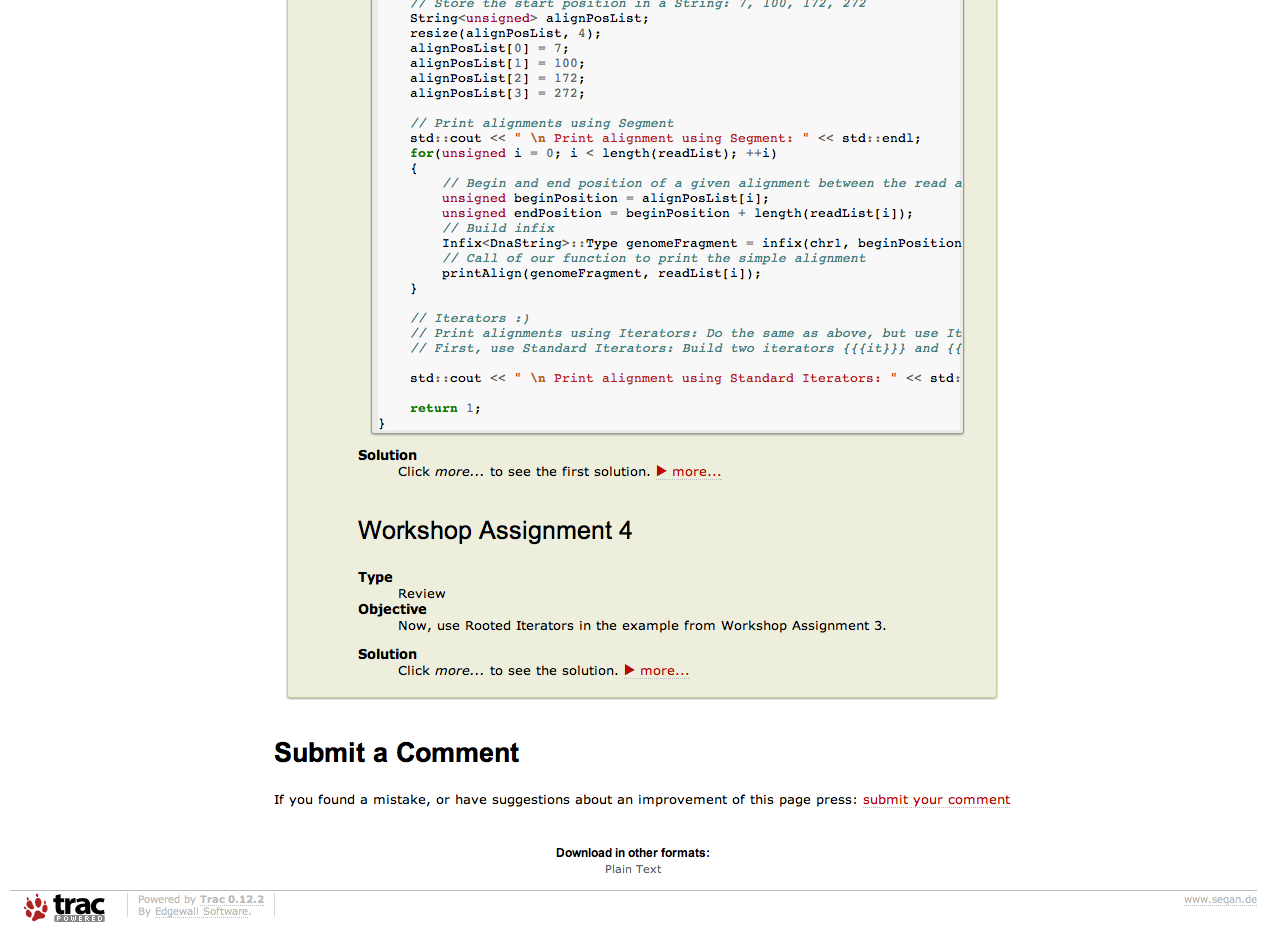 // Store the start position in a String: 7, 100, 172, 272
String<unsigned> alignPosList;
resize(alignPosList, 4);
alignPosList[0] = 7;
alignPosList[1] = 100;
alignPosList[2] = 172;
alignPosList[3] = 272;
// Print alignments using Segment
std::cout << " \n Print alignment using Segment: " << std::endl;
for(unsigned i = 0; i < length(readList); ++i)
{
// Begin and end position of a given alignment between the read a
unsigned beginPosition = alignPosList[i];
unsigned endPosition = beginPosition + length(readList[i]);
// Build infix
Infix<DnaString>::Type genomeFragment = infix(chr1, beginPosition
// Call of our function to print the simple alignment
printAlign(genomeFragment, readList[i]);
}
// Iterators :)
// Print alignments using Iterators: Do the same as above, but use It
// First, use Standard Iterators: Build two iterators {{{it}}} and {{
std::cout << " \n Print alignment using Standard Iterators: " << std:
return 1;
}
Solution
Click more... to see the first solution. ▶ more...
Workshop Assignment 4
Type
Review
Objective
Now, use Rooted Iterators in the example from Workshop Assignment 3.
Solution
Click more... to see the solution. ▶ more...
Submit a Comment
If you found a mistake, or have suggestions about an improvement of this page press: submit your comment
Download in other formats:
Plain Text
trac POWERED
Powered by Trac 0.12.2
By Edgewall Software.
www.seqan.de